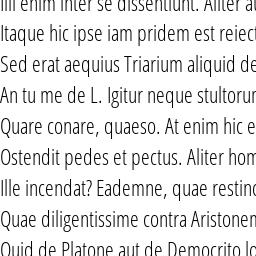 Illi enim inter se dissentiunt. Aliter
Itaque hic ipse iam pridem est reiect
Sed erat aequius Triarium aliquid de
An tu me de L. Igitur neque stultorum
Quare conare, quaeso. At enim hic e
Ostendit pedes et pectus. Aliter hom
Ille incendat? Eademne, quae restinc
Quae diligentissime contra Aristonem
Quid de Platone aut de Democrito lo